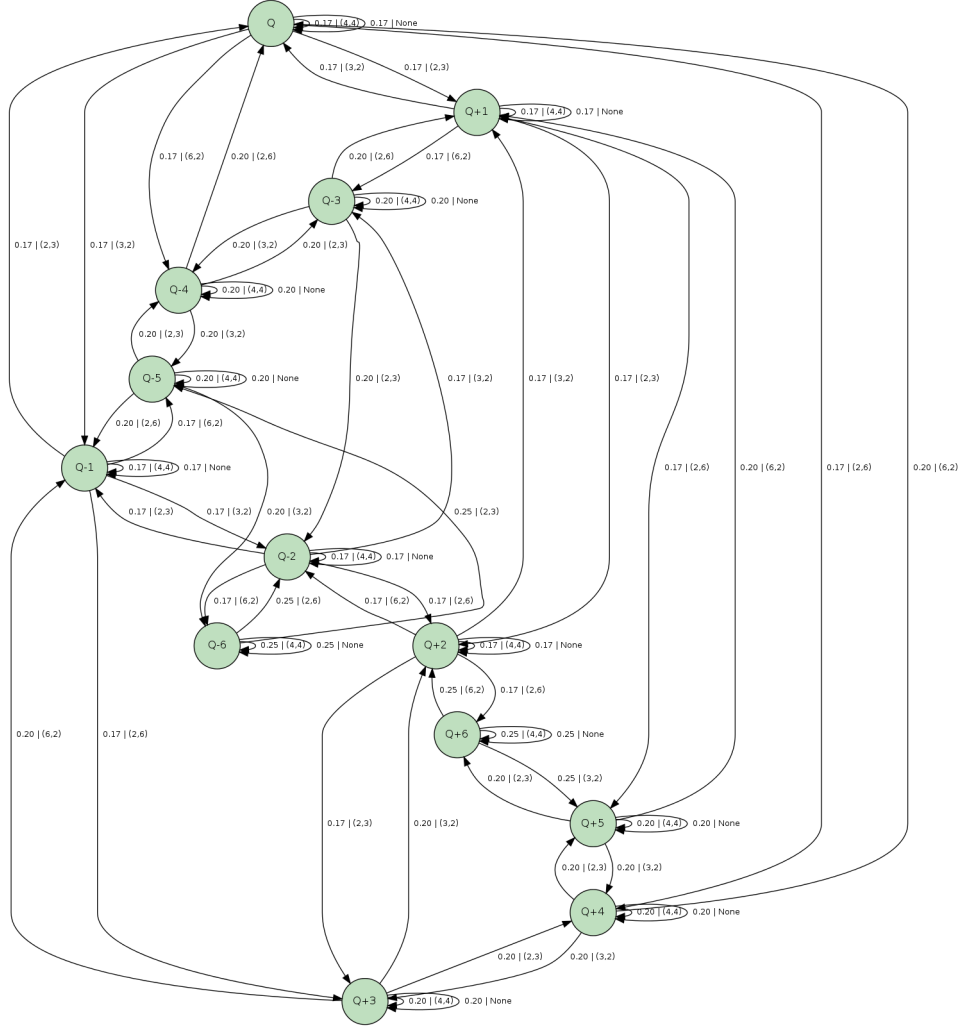 Q
0.17 | (4,4)
0.17 | None
0.17 | (3,2)
0.17 | (2,3)
Q+1
0.17 | (4,4)
0.17 | None
0.17 | (6,2)
0.20 | (2,6)
0.20 | (2,6)
0.17 | (6,2)
Q-3
0.20 | (4,4)
0.20 | None
0.17 | (2,3)
0.17 | (3,2)
0.20 | (3,2)
0.20 | (2,3)
Q-4
0.20 | (4,4)
0.20 | None
0.20 | (2,3)
0.20 | (3,2)
Q-5
0.20 | (4,4)
0.20 | None
0.20 | (2,3)
0.17 | (3,2)
0.17 | (3,2)
0.17 | (2,3)
0.20 | (2,6)
0.17 | (6,2)
Q-1
0.17 | (4,4)
0.17 | None
0.17 | (2,6)
0.20 | (6,2)
0.17 | (2,6)
0.20 | (6,2)
0.17 | (2,3)
0.17 | (3,2)
0.20 | (3,2)
0.25 | (2,3)
Q-2
0.17 | (4,4)
0.17 | None
0.17 | (6,2)
0.25 | (2,6)
0.17 | (6,2)
0.17 | (2,6)
Q-6
0.25 | (4,4)
0.25 | None
Q+2
0.17 | (4,4)
0.17 | None
0.25 | (6,2)
0.17 | (2,6)
0.20 | (6,2)
0.17 | (2,6)
Q+6
0.25 | (4,4)
0.25 | None
0.20 | (2,3)
0.25 | (3,2)
0.17 | (2,3)
0.20 | (3,2)
Q+5
0.20 | (4,4)
0.20 | None
0.20 | (2,3)
0.20 | (3,2)
Q+4
0.20 | (4,4)
0.20 | None
0.20 | (2,3)
0.20 | (3,2)
Q+3
0.20 | (4,4)
0.20 | None